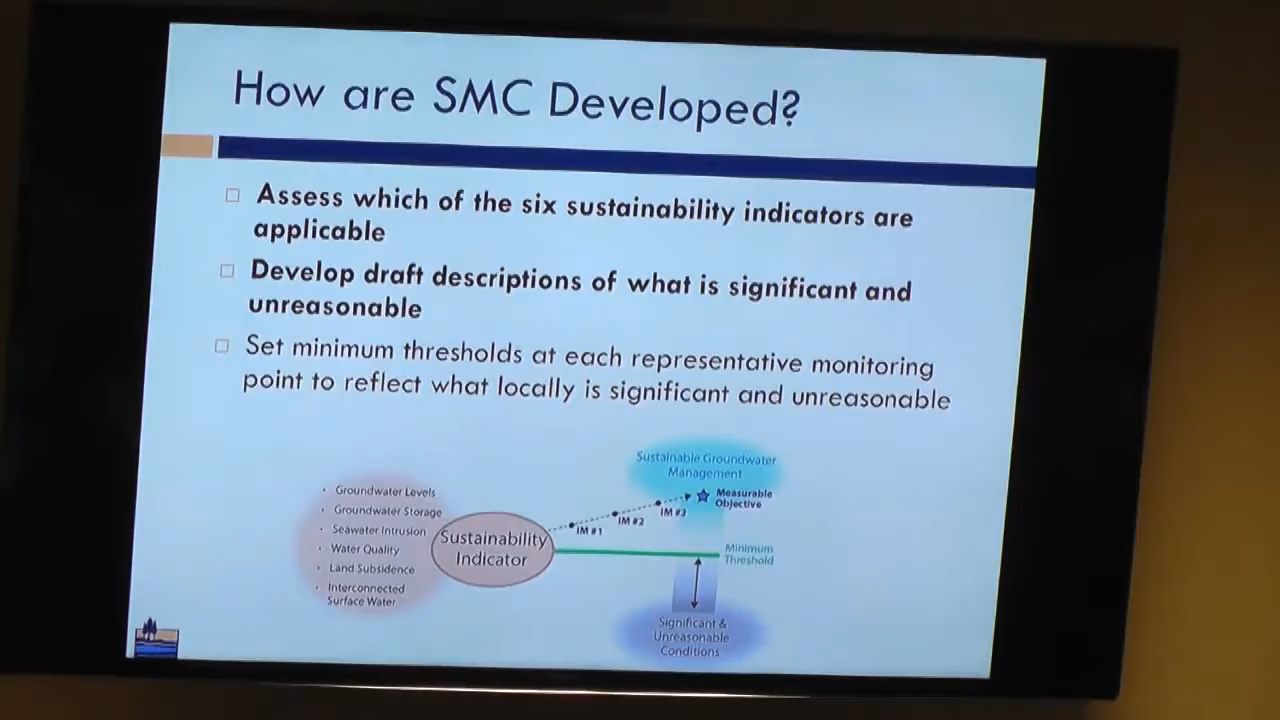 How are SMC Developed?
Assess which of the six sustainability indicators are
applicable
Develop draft descriptions of what is significant and
unreasonable
Set minimum thresholds at each representative monitoring
point to reflect what locally is significant and unreasonable
Groundwater Levels
Groundwater Storage
Seawater Intrusion
Water Quality
Land Subsidence
Interconnected
Surface Water
Sustainability
Indicator
IM #1
IM #2
IM #3
Sustainable Groundwater
Management
Measurable
Objective
Minimum
Threshold
Significant &
Unreasonable
Conditions